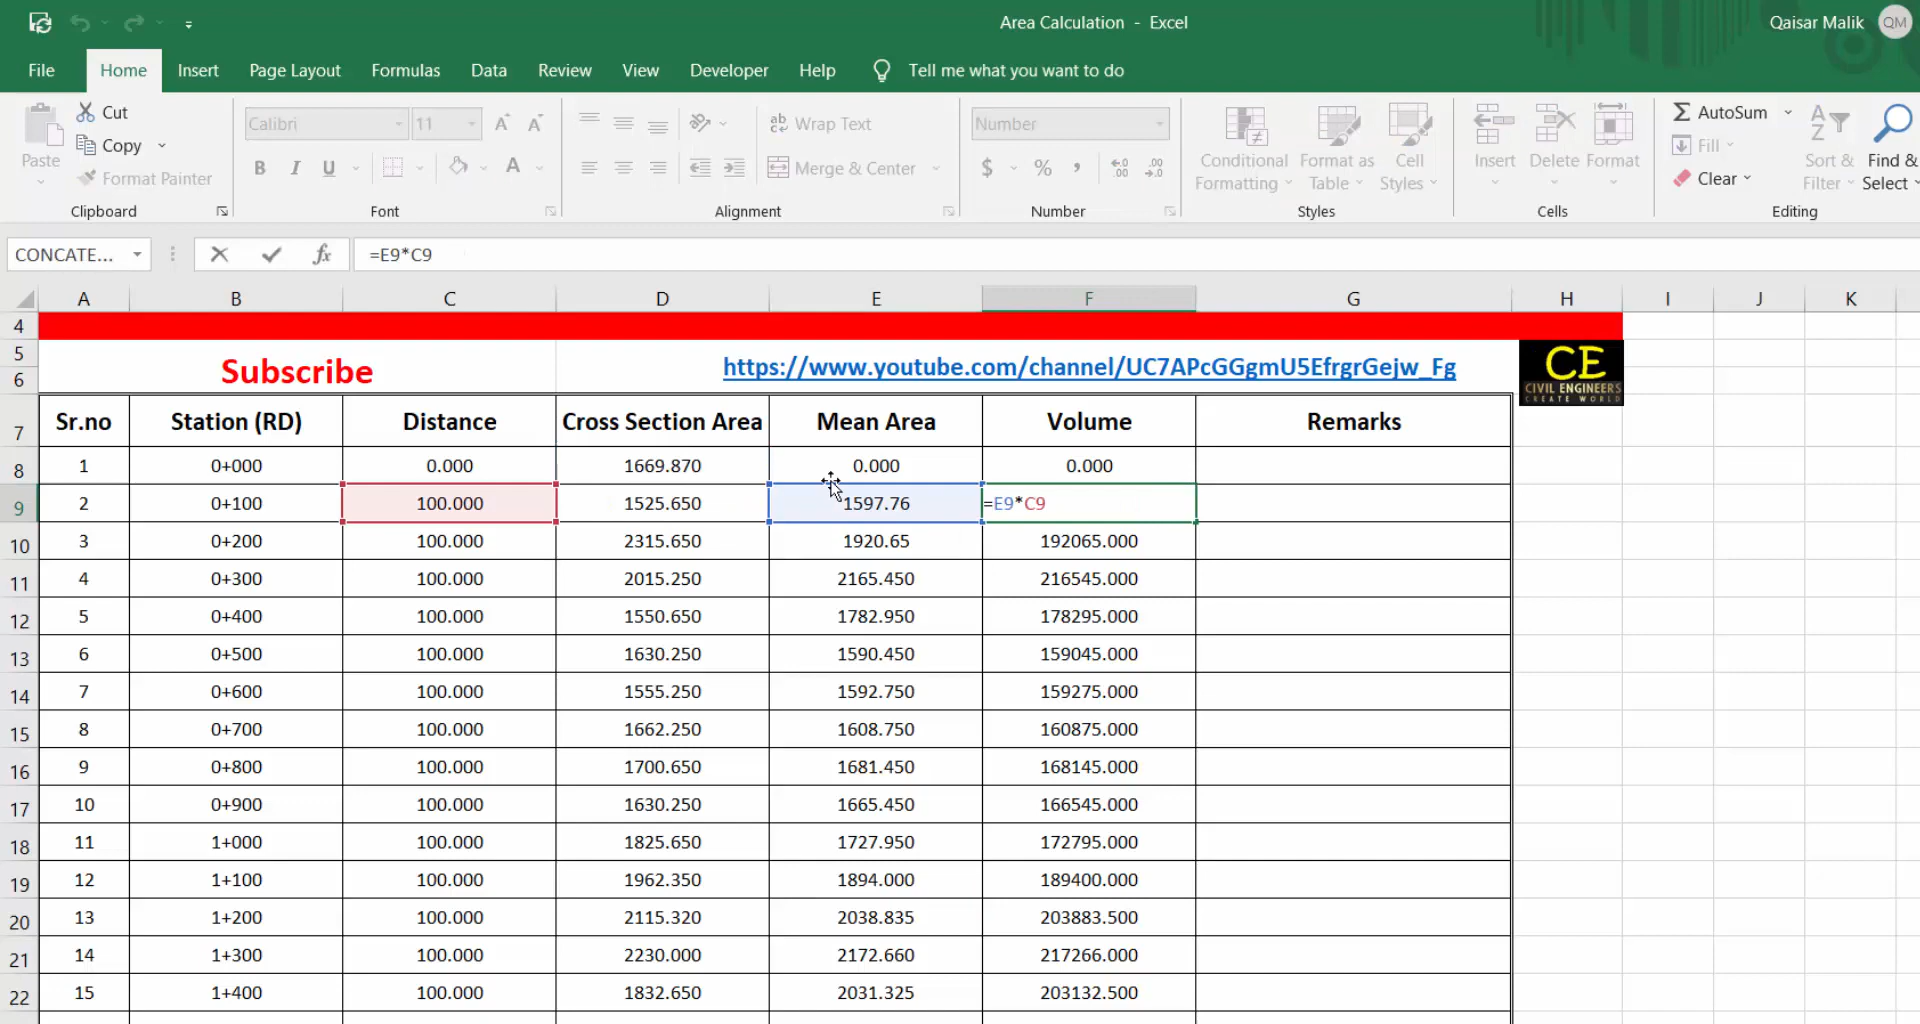 Area Calculation - Excel
Qaisar Malik QM
File Home Insert Page Layout Formulas Data Review View Developer Help Tell me what you want to do
Paste
Cut
Copy
Format Painter
Clipboard
Calibri 11
B I U
Font
Wrap Text
Merge & Center
Alignment
Number
$ % ,
Number
Conditional Formatting
Format as Table
Cell Styles
Styles
Insert Delete Format
Cells
AutoSum
Fill
Clear
Sort & Filter
Find & Select
Editing
CONCATE... fx =E9*C9
A B C D E F G H I J K
4
5
6
Subscribe https://www.youtube.com/channel/UC7APcGGgmU5EfrgrGejw_Fg
CE
CIVIL ENGINEERS
CREATE WORLD
7 Sr.no Station (RD) Distance Cross Section Area Mean Area Volume Remarks
8 1 0+000 0.000 1669.870 0.000 0.000
9 2 0+100 100.000 1525.650 1597.76 =E9*C9
10 3 0+200 100.000 2315.650 1920.65 192065.000
11 4 0+300 100.000 2015.250 2165.450 216545.000
12 5 0+400 100.000 1550.650 1782.950 178295.000
13 6 0+500 100.000 1630.250 1590.450 159045.000
14 7 0+600 100.000 1555.250 1592.750 159275.000
15 8 0+700 100.000 1662.250 1608.750 160875.000
16 9 0+800 100.000 1700.650 1681.450 168145.000
17 10 0+900 100.000 1630.250 1665.450 166545.000
18 11 1+000 100.000 1825.650 1727.950 172795.000
19 12 1+100 100.000 1962.350 1894.000 189400.000
20 13 1+200 100.000 2115.320 2038.835 203883.500
21 14 1+300 100.000 2230.000 2172.660 217266.000
22 15 1+400 100.000 1832.650 2031.325 203132.500